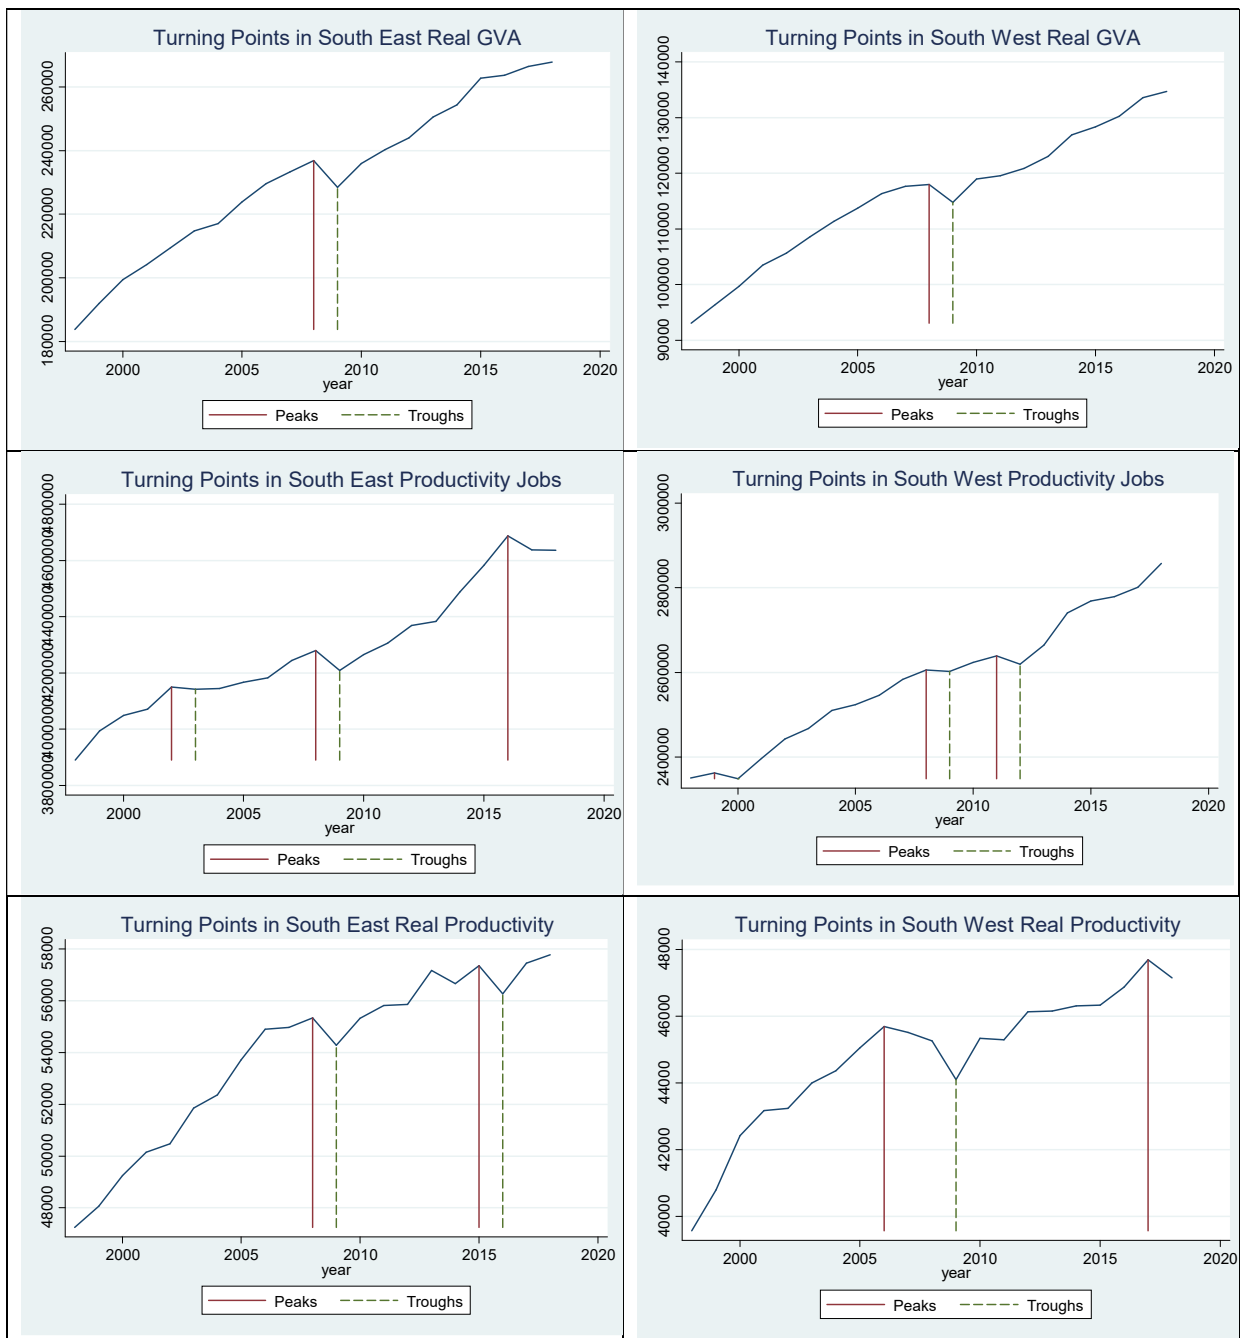 Turning Points in South East Real GVA
260000
240000
220000
200000
180000
2000 2005 2010 2015 2020
year
Peaks Troughs
Turning Points in South West Real GVA
140000
130000
120000
110000
100000
90000
2000 2005 2010 2015 2020
year
Peaks Troughs
Turning Points in South East Productivity Jobs
4800000
4600000
4400000
4200000
4000000
3800000
2000 2005 2010 2015 2020
year
Peaks Troughs
Turning Points in South West Productivity Jobs
3000000
2800000
2600000
2400000
2000 2005 2010 2015 2020
year
Peaks Troughs
Turning Points in South East Real Productivity
58000
56000
54000
52000
50000
48000
2000 2005 2010 2015 2020
year
Peaks Troughs
Turning Points in South West Real Productivity
48000
46000
44000
42000
40000
2000 2005 2010 2015 2020
year
Peaks Troughs